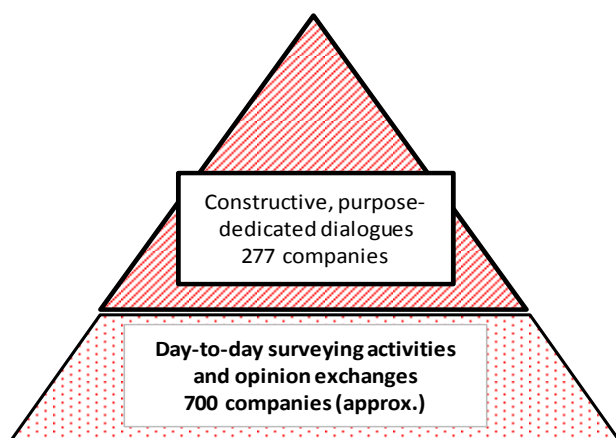 Constructive, purpose-
dedicated dialogues
277 companies
Day-to-day surveying activities
and opinion exchanges
700 companies (approx.)